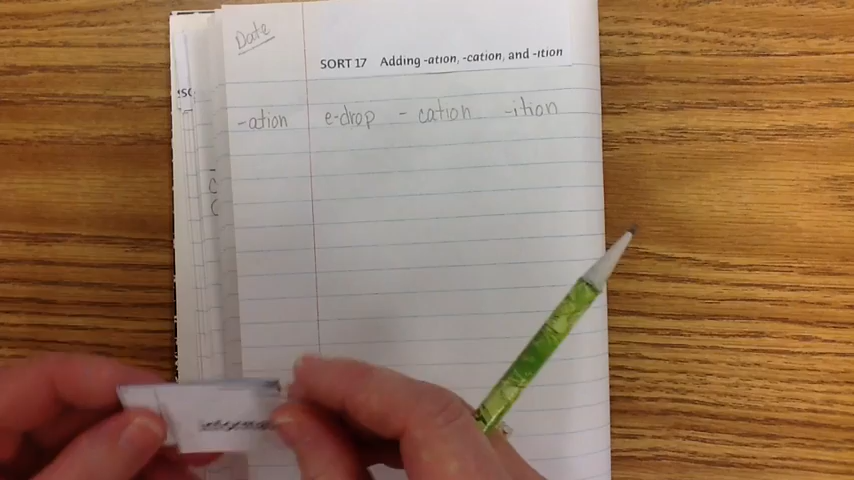 Date
SORT 17 Adding -ation, -cation, and -ition
-ation e-drop - cation -ition